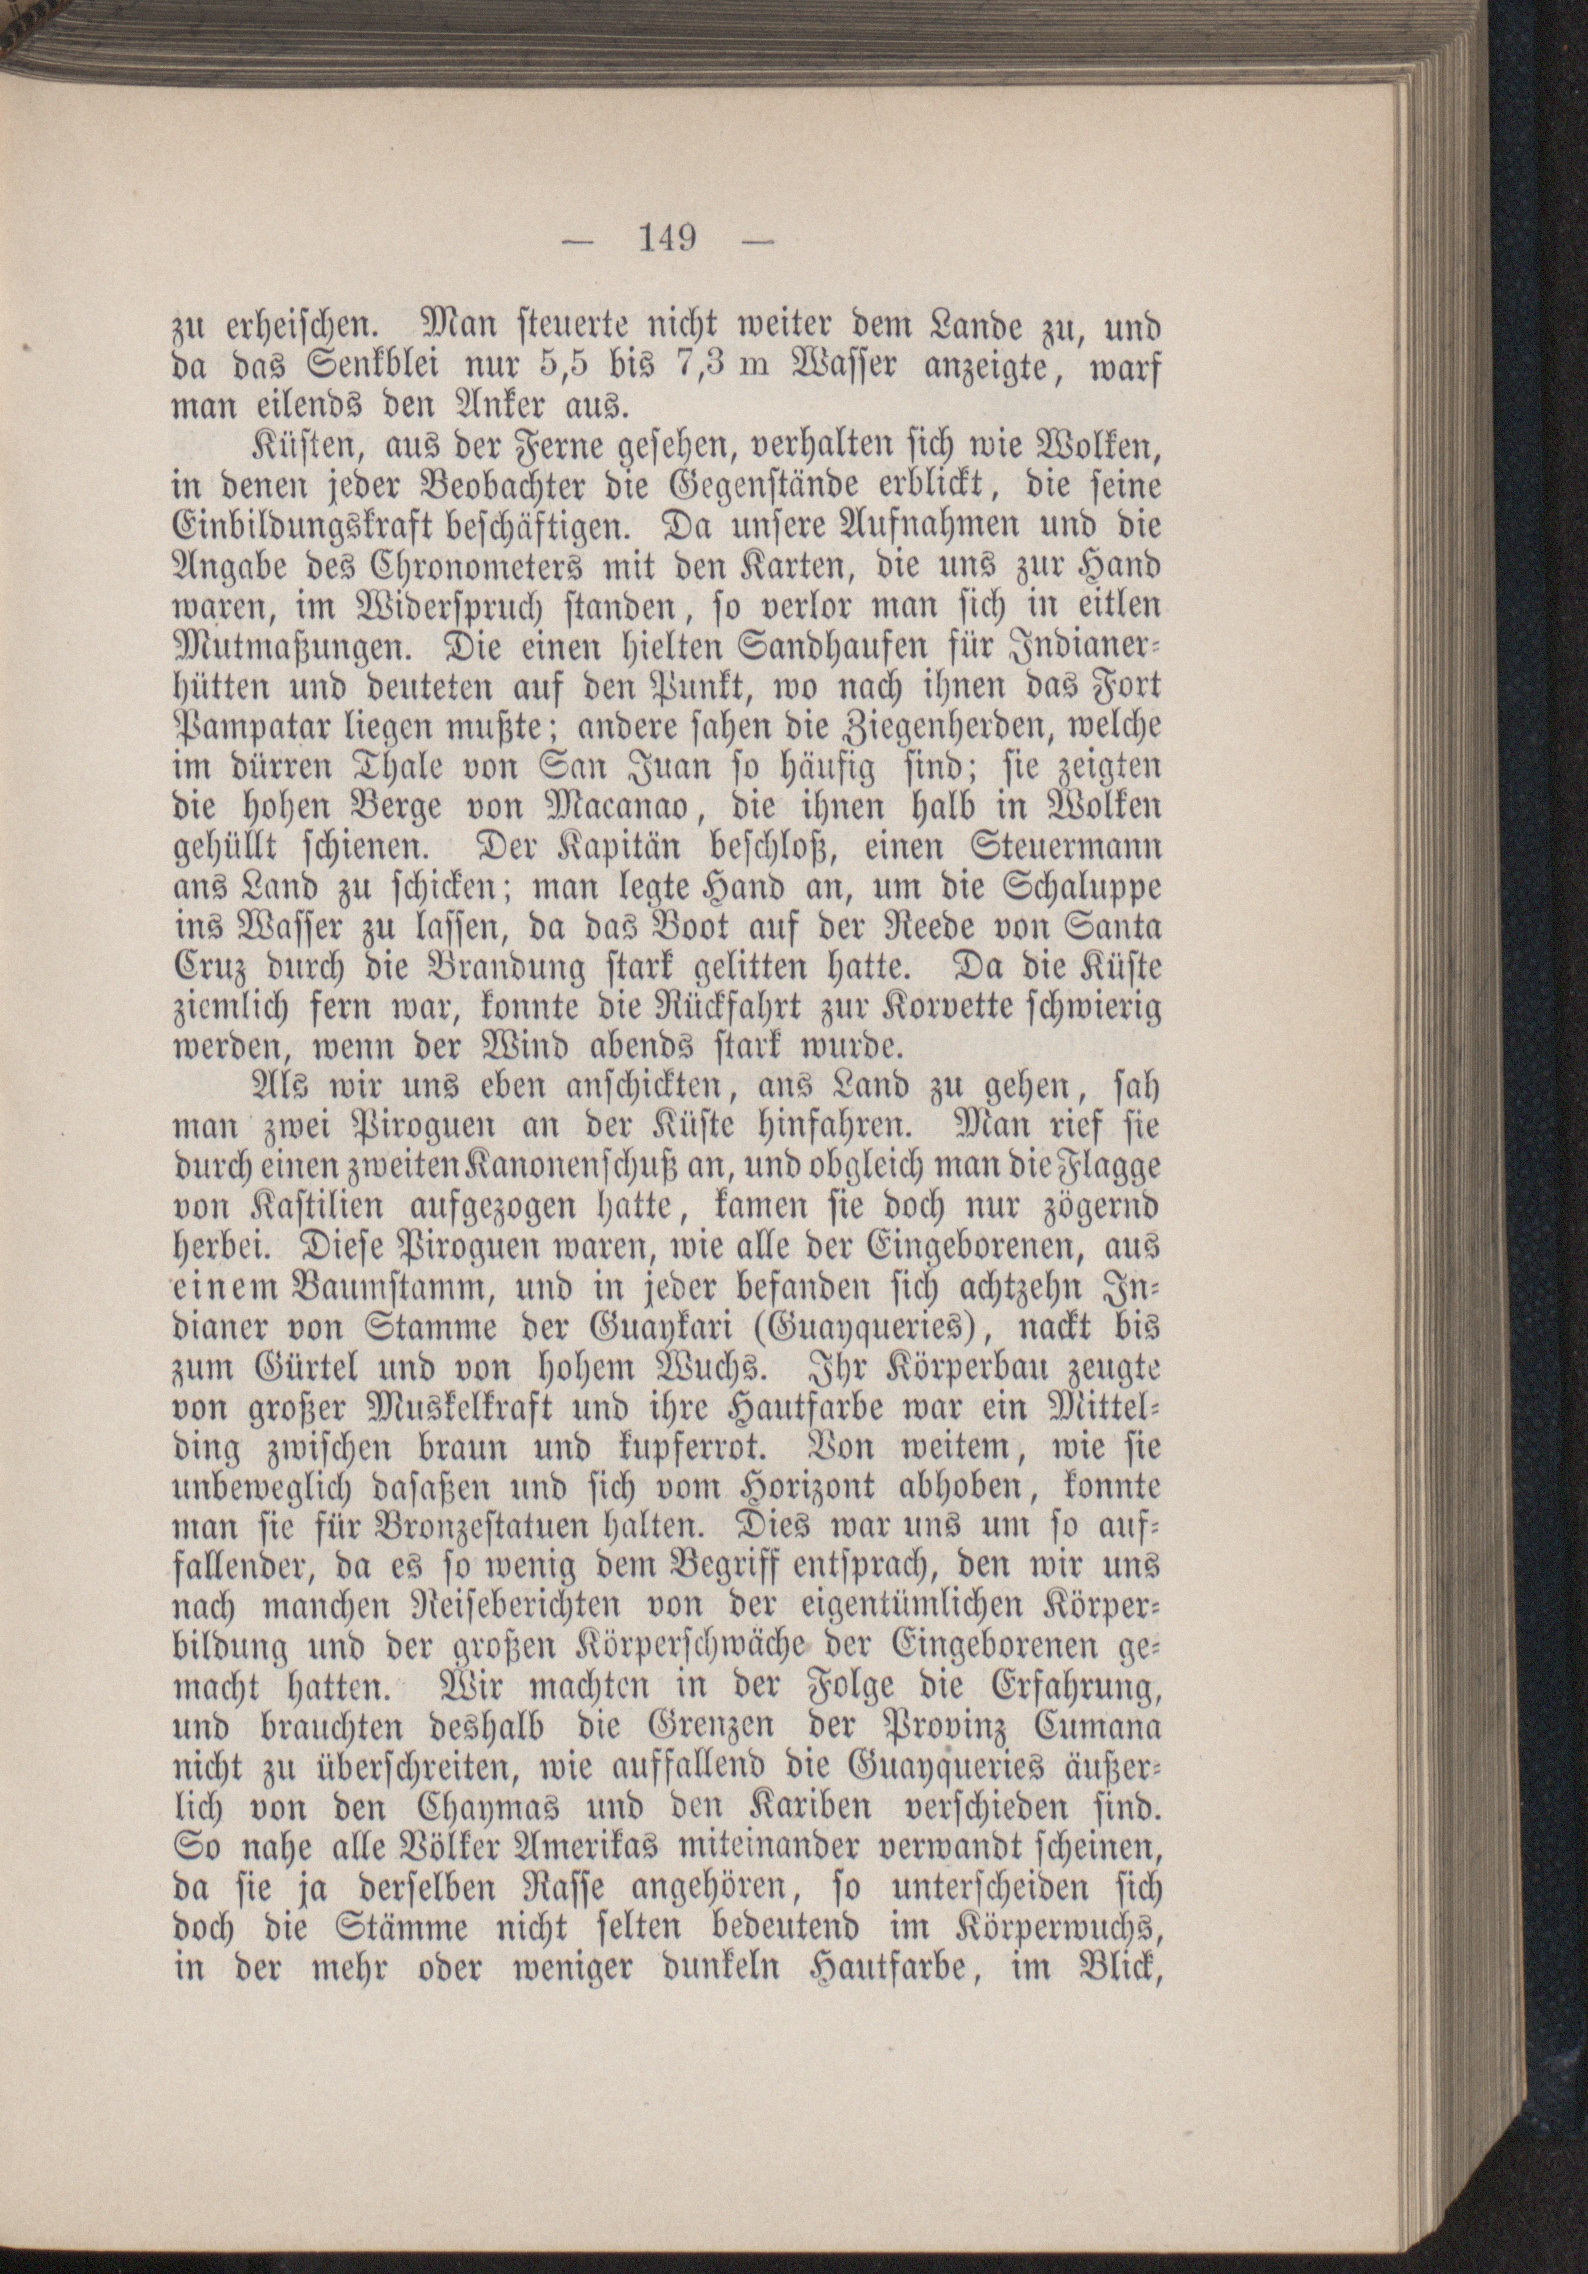 — 149 —
zu erheischen. Man steuerte nicht weiter dem Lande zu, und
da das Senkblei nur 5,5 bis 7,3 m Wasser anzeigte, warf
man eilends den Anker aus.
Küsten, aus der Ferne gesehen, verhalten sich wie Wolken,
in denen jeder Beobachter die Gegenstände erblickt, die seine
Einbildungskraft beschäftigen. Da unsere Aufnahmen und die
Angabe des Chronometers mit den Karten, die uns zur Hand
waren, im Widerspruch standen, so verlor man sich in eitlen
Mutmaßungen. Die einen hielten Sandhaufen für Indianer-
hütten und deuteten auf den Punkt, wo nach ihnen das Fort
Pampatar liegen mußte; andere sahen die Ziegenherden, welche
im dürren Thale von San Juan so häufig sind; sie zeigten
die hohen Berge von Macanao, die ihnen halb in Wolken
gehüllt schienen. Der Kapitän beschloß, einen Steuermann
ans Land zu schicken; man legte Hand an, um die Schaluppe
ins Wasser zu lassen, da das Boot auf der Reede von Santa
Cruz durch die Brandung stark gelitten hatte. Da die Küste
ziemlich fern war, konnte die Rückfahrt zur Korvette schwierig
werden, wenn der Wind abends stark wurde.
Als wir uns eben anschickten, ans Land zu gehen, sah
man zwei Piroguen an der Küste hinfahren. Man rief sie
durch einen zweiten Kanonenschuß an, und obgleich man die Flagge
von Kastilien aufgezogen hatte, kamen sie doch nur zögernd
herbei. Diese Piroguen waren, wie alle der Eingeborenen, aus
einem Baumstamm, und in jeder befanden sich achtzehn In-
dianer von Stamme der Guaykari (Guayqueries), nackt bis
zum Gürtel und von hohem Wuchs. Ihr Körperbau zeugte
von großer Muskelkraft und ihre Hautfarbe war ein Mittel-
ding zwischen braun und kupferrot. Von weitem, wie sie
unbeweglich dasaßen und sich vom Horizont abhoben, konnte
man sie für Bronzestatuen halten. Dies war uns um so auf-
fallender, da es so wenig dem Begriff entsprach, den wir uns
nach manchen Reiseberichten von der eigentümlichen Körper-
bildung und der großen Körperschwäche der Eingeborenen ge-
macht hatten. Wir machten in der Folge die Erfahrung,
und brauchten deshalb die Grenzen der Provinz Cumana
nicht zu überschreiten, wie auffallend die Guayqueries äußer-
lich von den Chaymas und den Kariben verschieden sind.
So nahe alle Völker Amerikas miteinander verwandt scheinen,
da sie ja derselben Rasse angehören, so unterscheiden sich
doch die Stämme nicht selten bedeutend im Körperwuchs,
in der mehr oder weniger dunkeln Hautfarbe, im Blick,